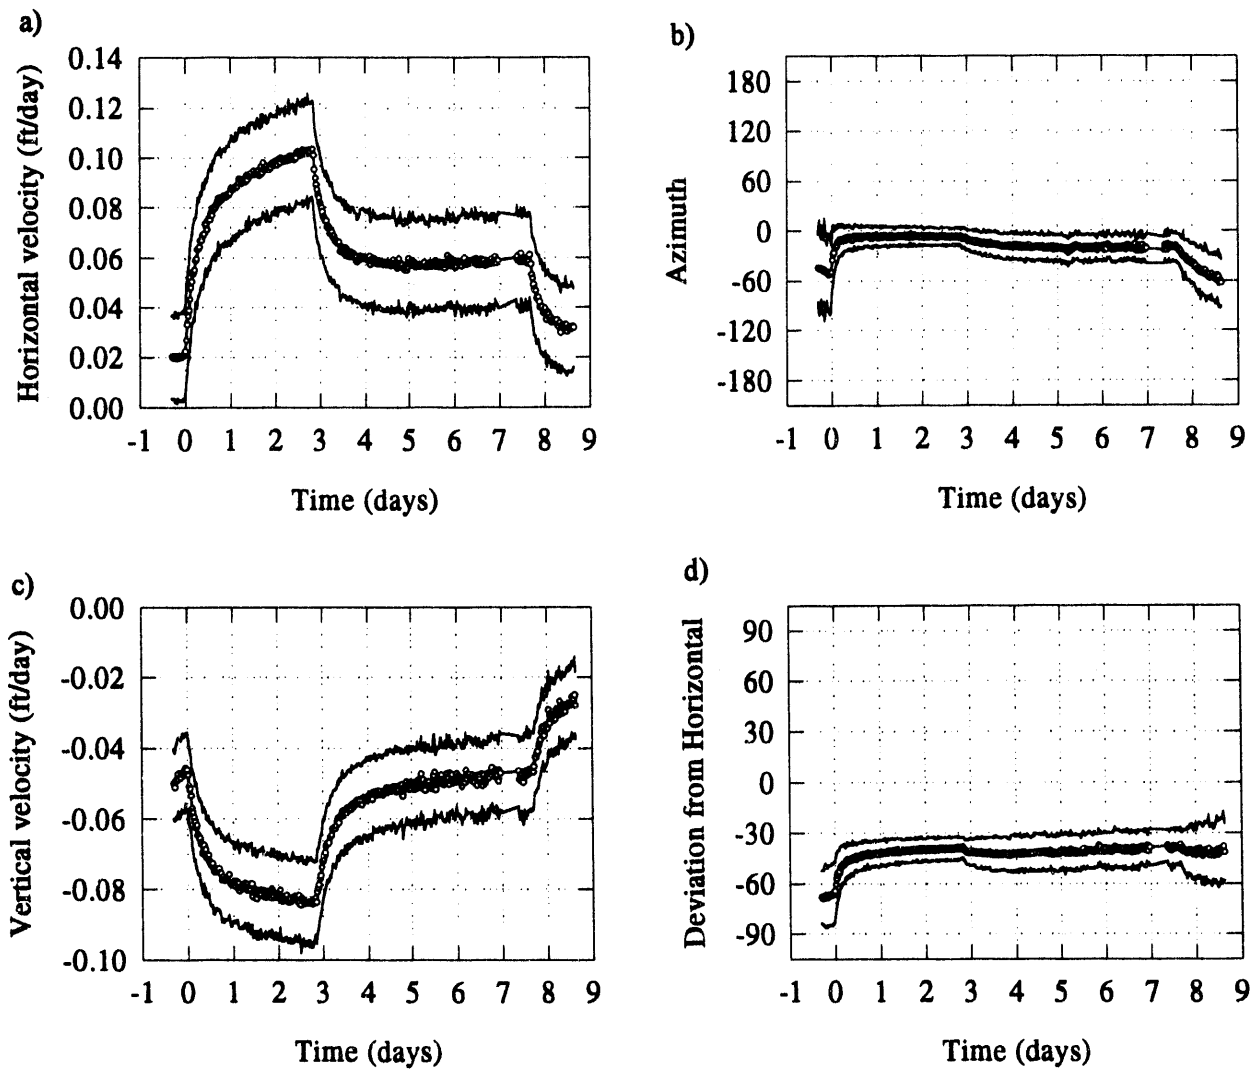 a)
Horizontal velocity (ft/day)
0.14
0.12
0.10
0.08
0.06
0.04
0.02
0.00
-1 0 1 2 3 4 5 6 7 8 9
Time (days)
b)
Azimuth
180
120
60
0
-60
-120
-180
-1 0 1 2 3 4 5 6 7 8 9
Time (days)
c)
Vertical velocity (ft/day)
0.00
-0.02
-0.04
-0.06
-0.08
-0.10
-1 0 1 2 3 4 5 6 7 8 9
Time (days)
d)
Deviation from Horizontal
90
60
30
0
-30
-60
-90
-1 0 1 2 3 4 5 6 7 8 9
Time (days)